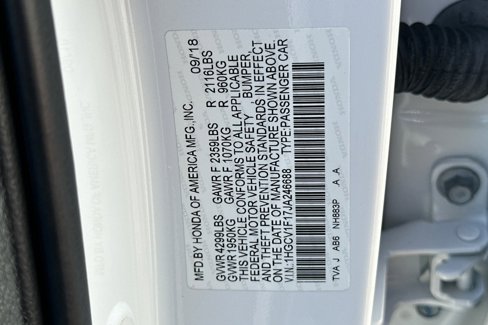 MFD. BY HONDA OF AMERICA MFG., INC. 09/18
GVWR 4299LBS GAWR F 2359LBS R 2116LBS
GVWR 1950KG GAWR F 1070KG R 960KG
THIS VEHICLE CONFORMS TO ALL APPLICABLE
FEDERAL MOTOR VEHICLE SAFETY, BUMPER,
AND THEFT PREVENTION STANDARDS IN EFFECT
ON THE DATE OF MANUFACTURE SHOWN ABOVE.
V.I.N.:1HGCV1F17JA246688 TYPE:PASSENGER CAR
TVA J AB6 NH883P A .A